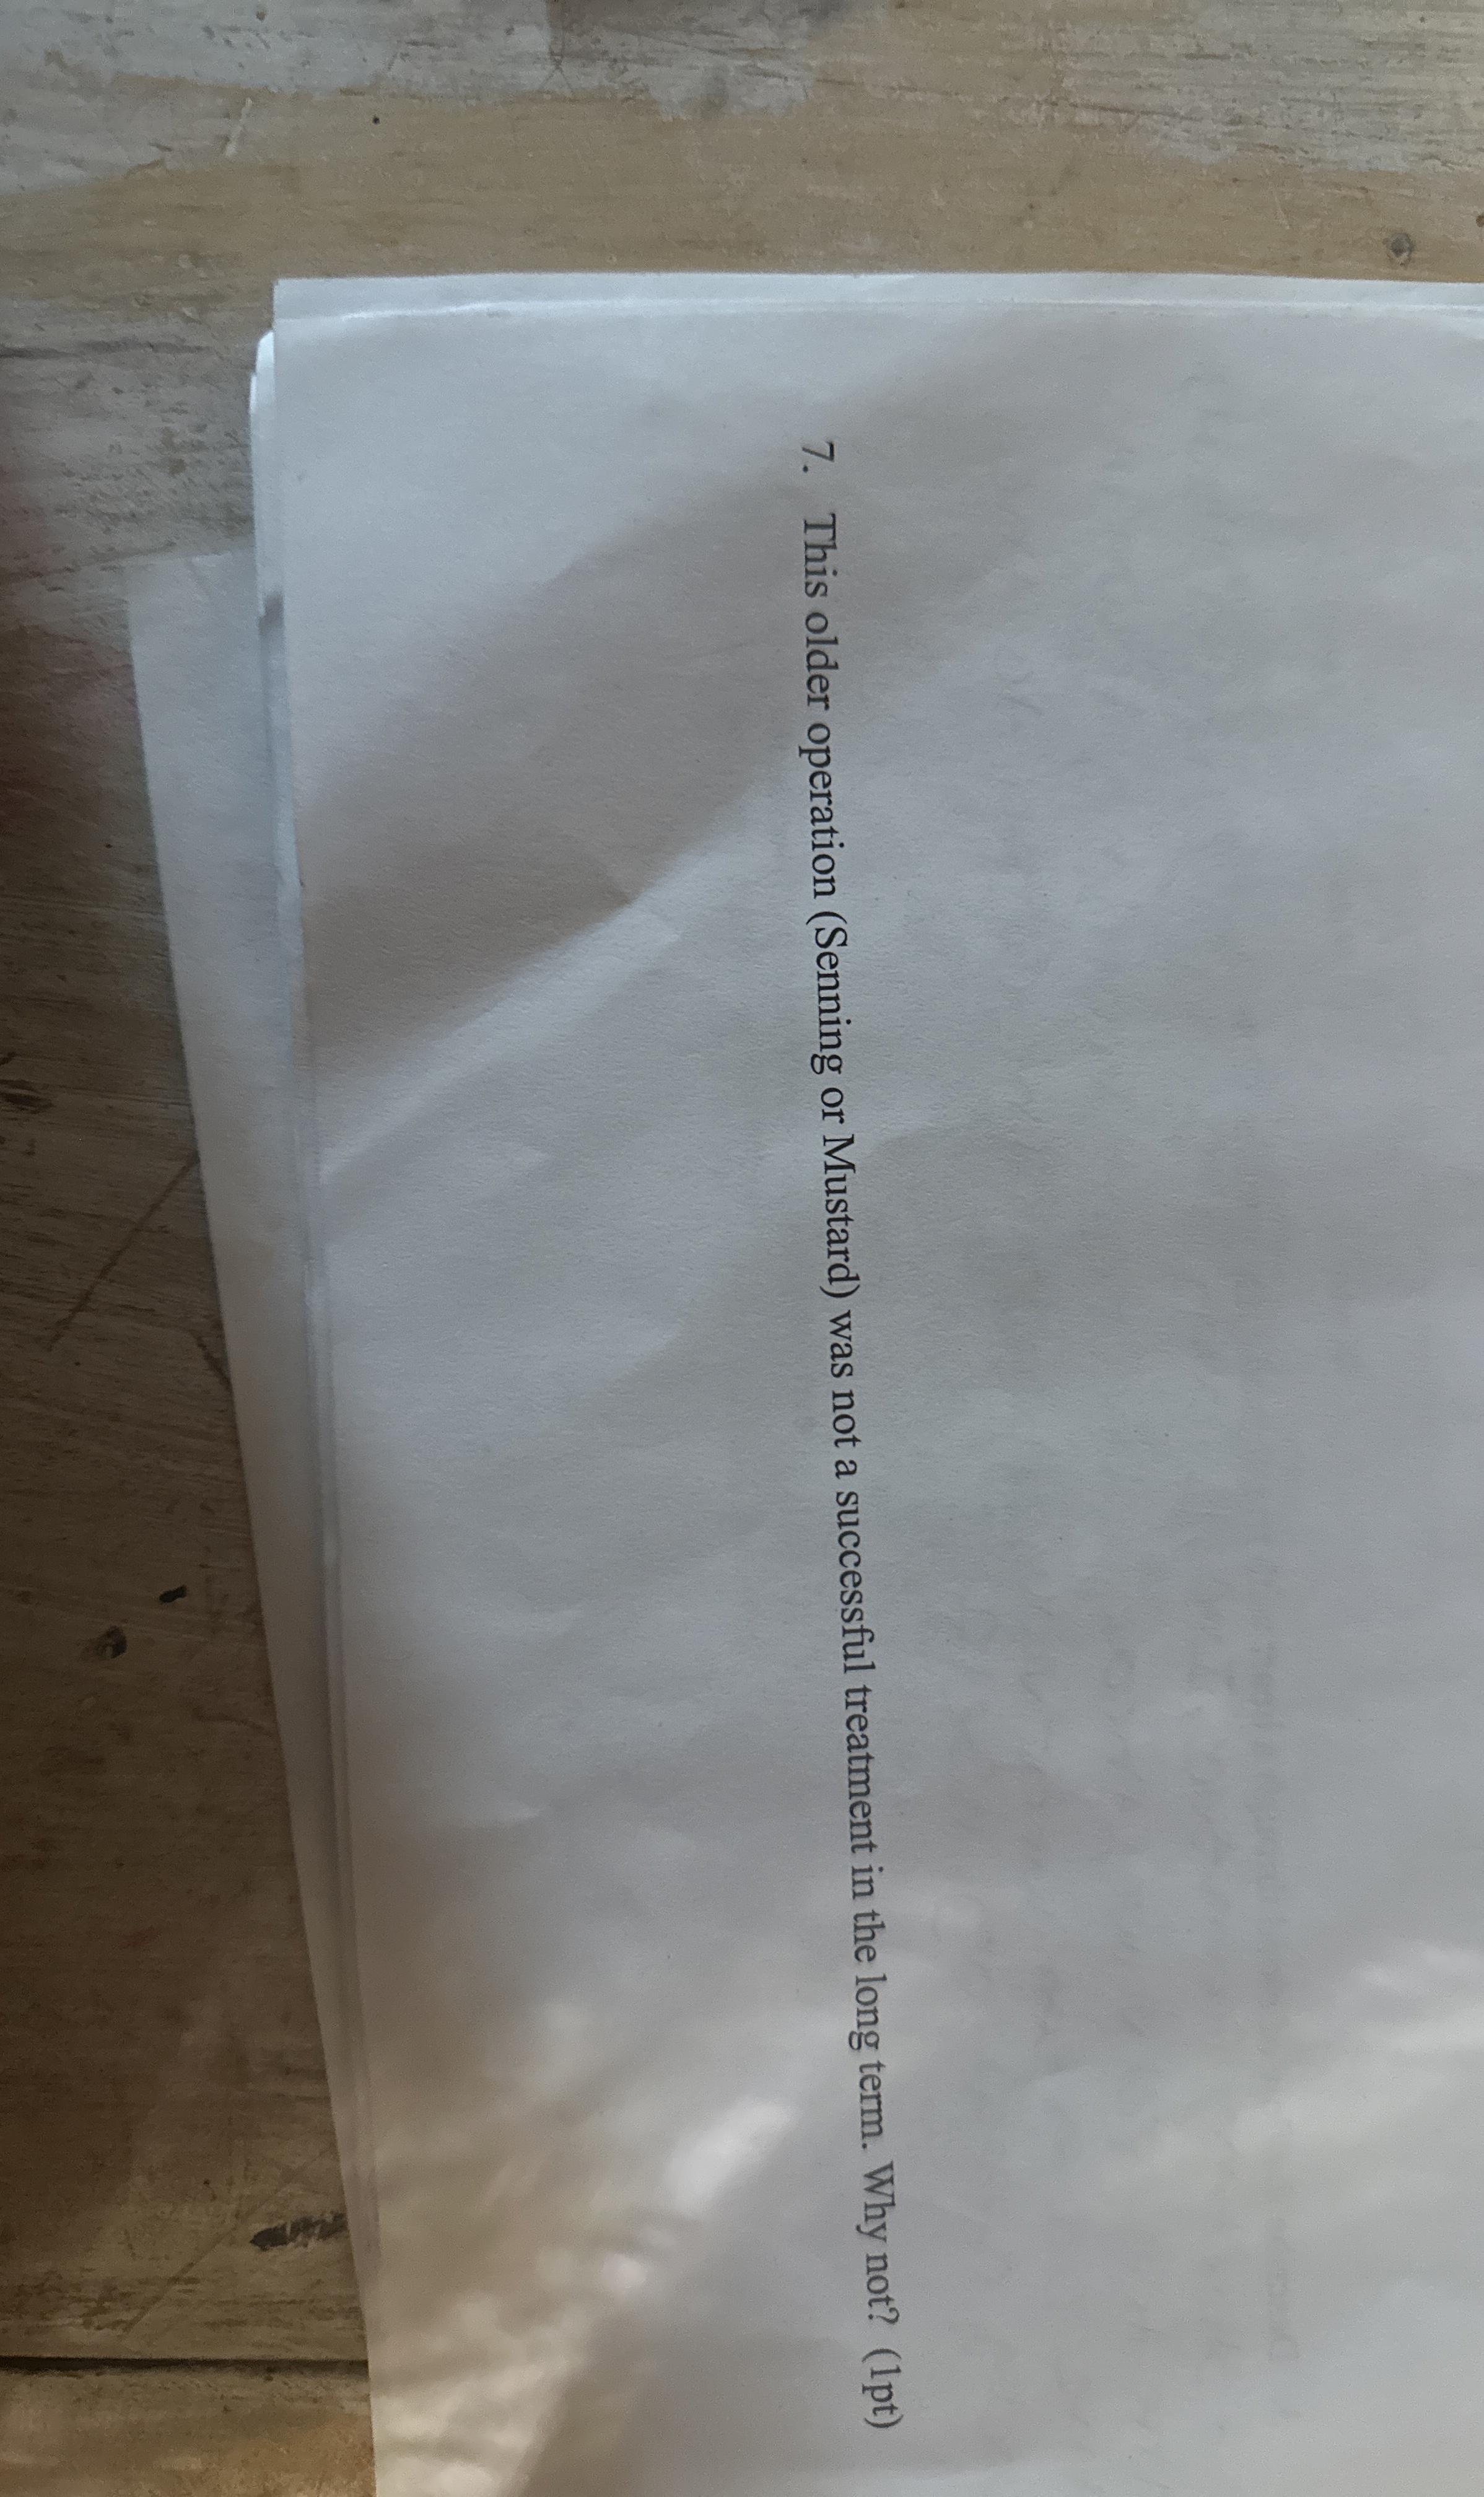 7. This older operation (Senning or Mustard) was not a successful treatment in the long term. Why not? (1pt)